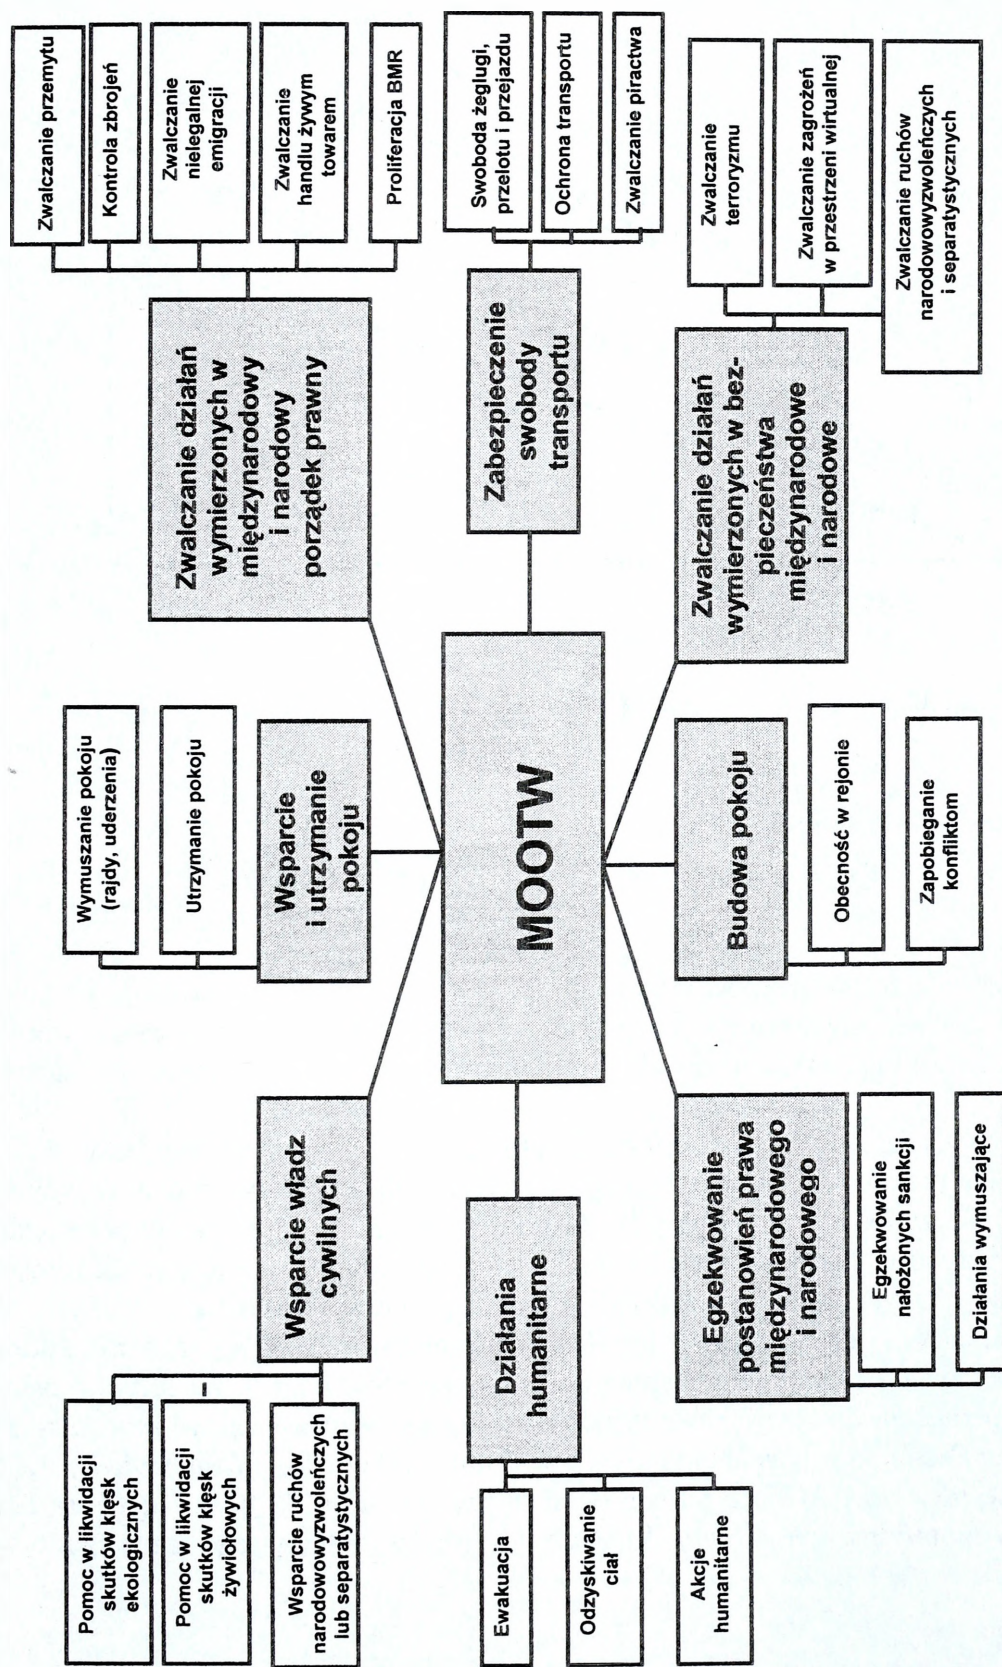 Pomoc w likwidacji
skutków klęsk
ekologicznych
Pomoc w likwidacji
skutków klęsk
żywiołowych
Wsparcie ruchów
narodowowyzwoleńczych
lub separatystycznych
Wsparcie władz
cywilnych
Wymuszanie pokoju
(rajdy, uderzenia)
Utrzymanie pokoju
Wsparcie
i utrzymanie
pokoju
Zwalczanie działań
wymierzonych w
międzynarodowy
i narodowy
porządek prawny
Zwalczanie przemytu
Kontrola zbrojeń
Zwalczanie
nielegalnej
emigracji
Zwalczanie
handlu żywym
towarem
Proliferacja BMR
Ewakuacja
Odzyskiwanie
ciał
Akcje
humanitarne
Działania
humanitarne
MOOTW
Zabezpieczenie
swobody
transportu
Swoboda żeglugi,
przelotu i przejazdu
Ochrona transportu
Zwalczanie piractwa
Egzekwowanie
postanowień prawa
międzynarodowego
i narodowego
Egzekwowanie
nałożonych sankcji
Działania wymuszające
Budowa pokoju
Obecność w rejonie
Zapobieganie
konfliktom
Zwalczanie działań
wymierzonych w bez-
pieczeństwa
międzynarodowe
i narodowe
Zwalczanie
terroryzmu
Zwalczanie zagrożeń
w przestrzeni wirtualnej
Zwalczanie ruchów
narodowowyzwoleńczych
i separatystycznych